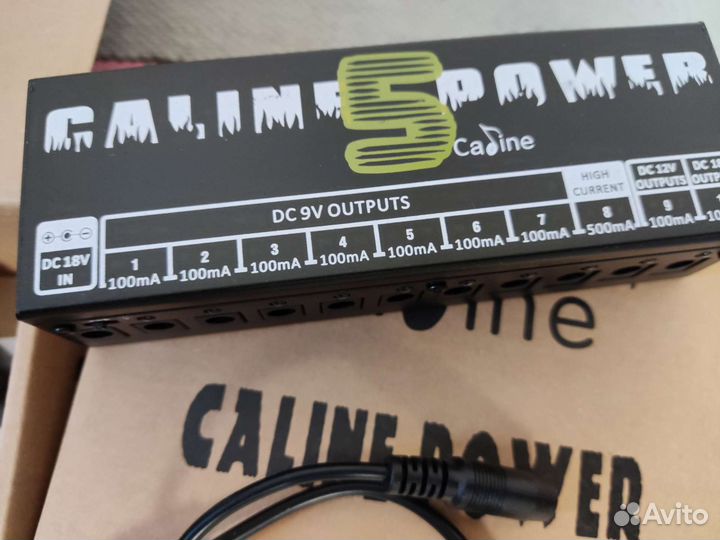 CALINE 5 POWER
Caline
DC 18V
IN
DC 9V OUTPUTS
HIGH
CURRENT
DC 12V
OUTPUTS
1
100mA
2
100mA
3
100mA
4
100mA
5
100mA
6
100mA
7
100mA
8
500mA
9
100mA
CALINE POWER
Avito